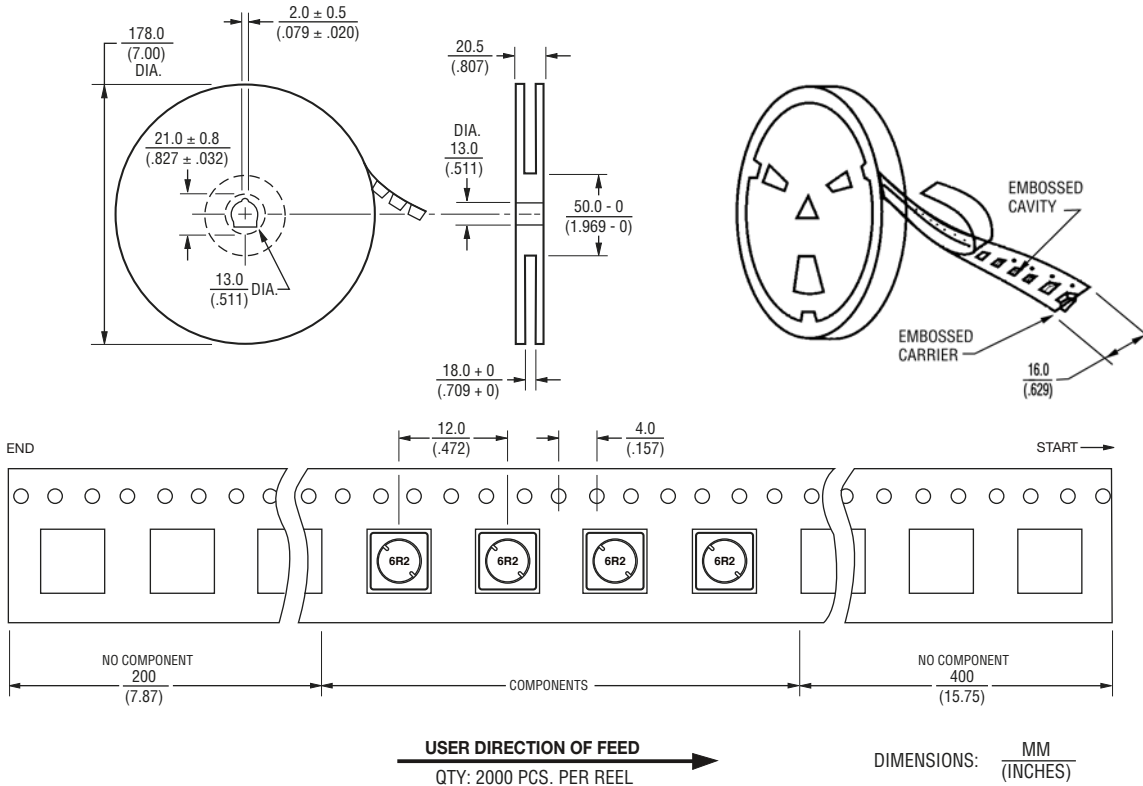 2.0 ± 0.5
(.079 ± .020)
178.0
(7.00)
DIA.
20.5
(.807)
21.0 ± 0.8
(.827 ± .032)
DIA.
13.0
(.511)
50.0 - 0
(1.969 - 0)
13.0
(.511)
DIA.
18.0 + 0
(.709 + 0)
EMBOSSED
CAVITY
EMBOSSED
CARRIER
16.0
(.629)
END
12.0
(.472)
4.0
(.157)
START
6R2
6R2
6R2
6R2
NO COMPONENT
200
(7.87)
COMPONENTS
NO COMPONENT
400
(15.75)
USER DIRECTION OF FEED
QTY: 2000 PCS. PER REEL
DIMENSIONS:
MM
(INCHES)